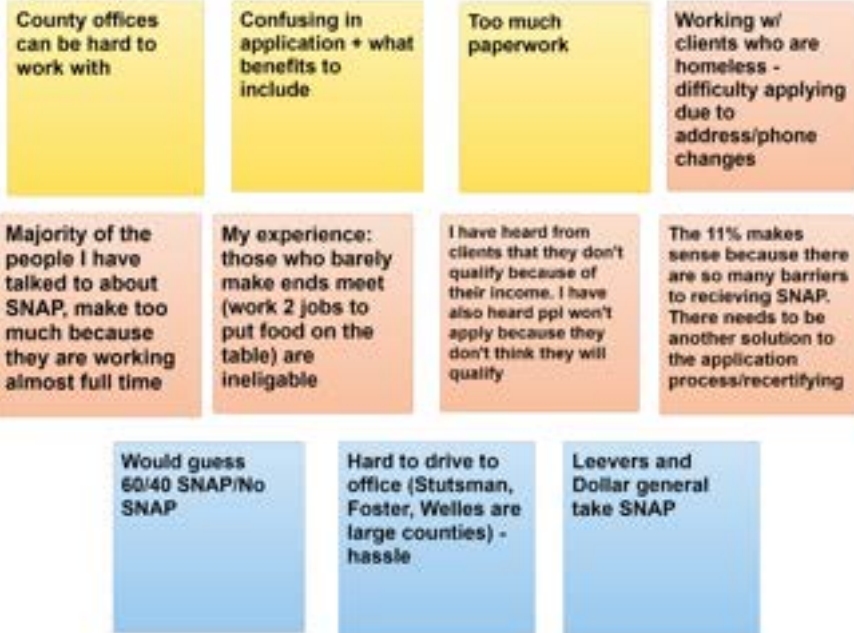 County offices
can be hard to
work with
Confusing in
application + what
benefits to
include
Too much
paperwork
Working w/
clients who are
homeless -
difficulty applying
due to
address/phone
changes
Majority of the
people I have
talked to about
SNAP, make too
much because
they are working
almost full time
My experience:
those who barely
make ends meet
(work 2 jobs to
put food on the
table) are
ineligable
I have heard from
clients that they don't
qualify because of
their income. I have
also heard ppl won't
apply because they
don't think they will
qualify
The 11% makes
sense because there
are so many barriers
to recieving SNAP.
There needs to be
another solution to
the application
process/recertifying
Would guess
60/40 SNAP/No
SNAP
Hard to drive to
office (Stutsman,
Foster, Welles are
large counties) -
hassle
Leevers and
Dollar general
take SNAP